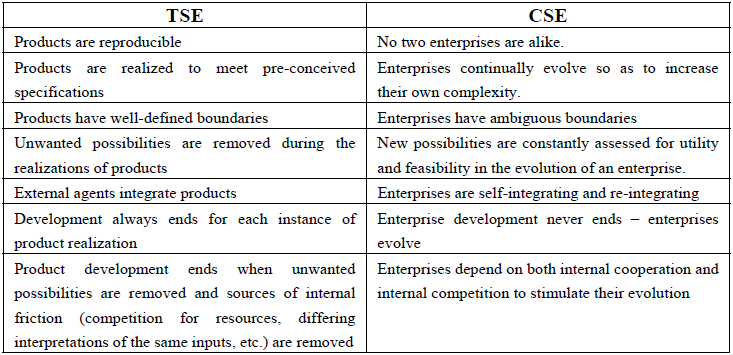 TSE
CSE
Products are reproducible
No two enterprises are alike.
Products are realized to meet pre-conceived
specifications
Enterprises continually evolve so as to increase
their own complexity.
Products have well-defined boundaries
Enterprises have ambiguous boundaries
Unwanted possibilities are removed during the
realizations of products
New possibilities are constantly assessed for utility
and feasibility in the evolution of an enterprise.
External agents integrate products
Enterprises are self-integrating and re-integrating
Development always ends for each instance of
product realization
Enterprise development never ends – enterprises
evolve
Product development ends when unwanted
possibilities are removed and sources of internal
friction (competition for resources, differing
interpretations of the same inputs, etc.) are removed
Enterprises depend on both internal cooperation and
internal competition to stimulate their evolution